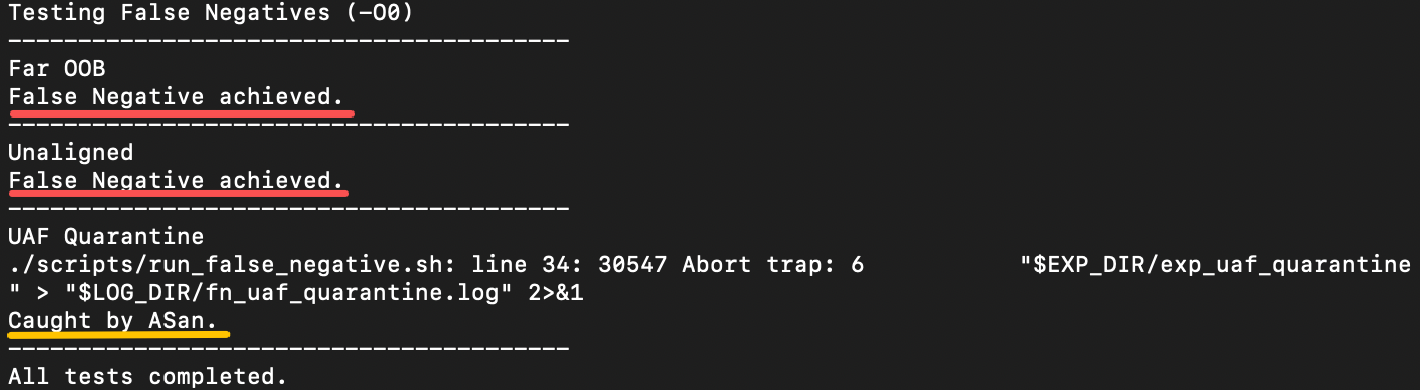 Testing False Negatives (-O0)
----------------------------------------
Far OOB
False Negative achieved.
----------------------------------------
Unaligned
False Negative achieved.
----------------------------------------
UAF Quarantine
./scripts/run_false_negative.sh: line 34: 30547 Abort trap: 6           "$EXP_DIR/exp_uaf_quarantine
" > "$LOG_DIR/fn_uaf_quarantine.log" 2>&1
Caught by ASan.
----------------------------------------
All tests completed.